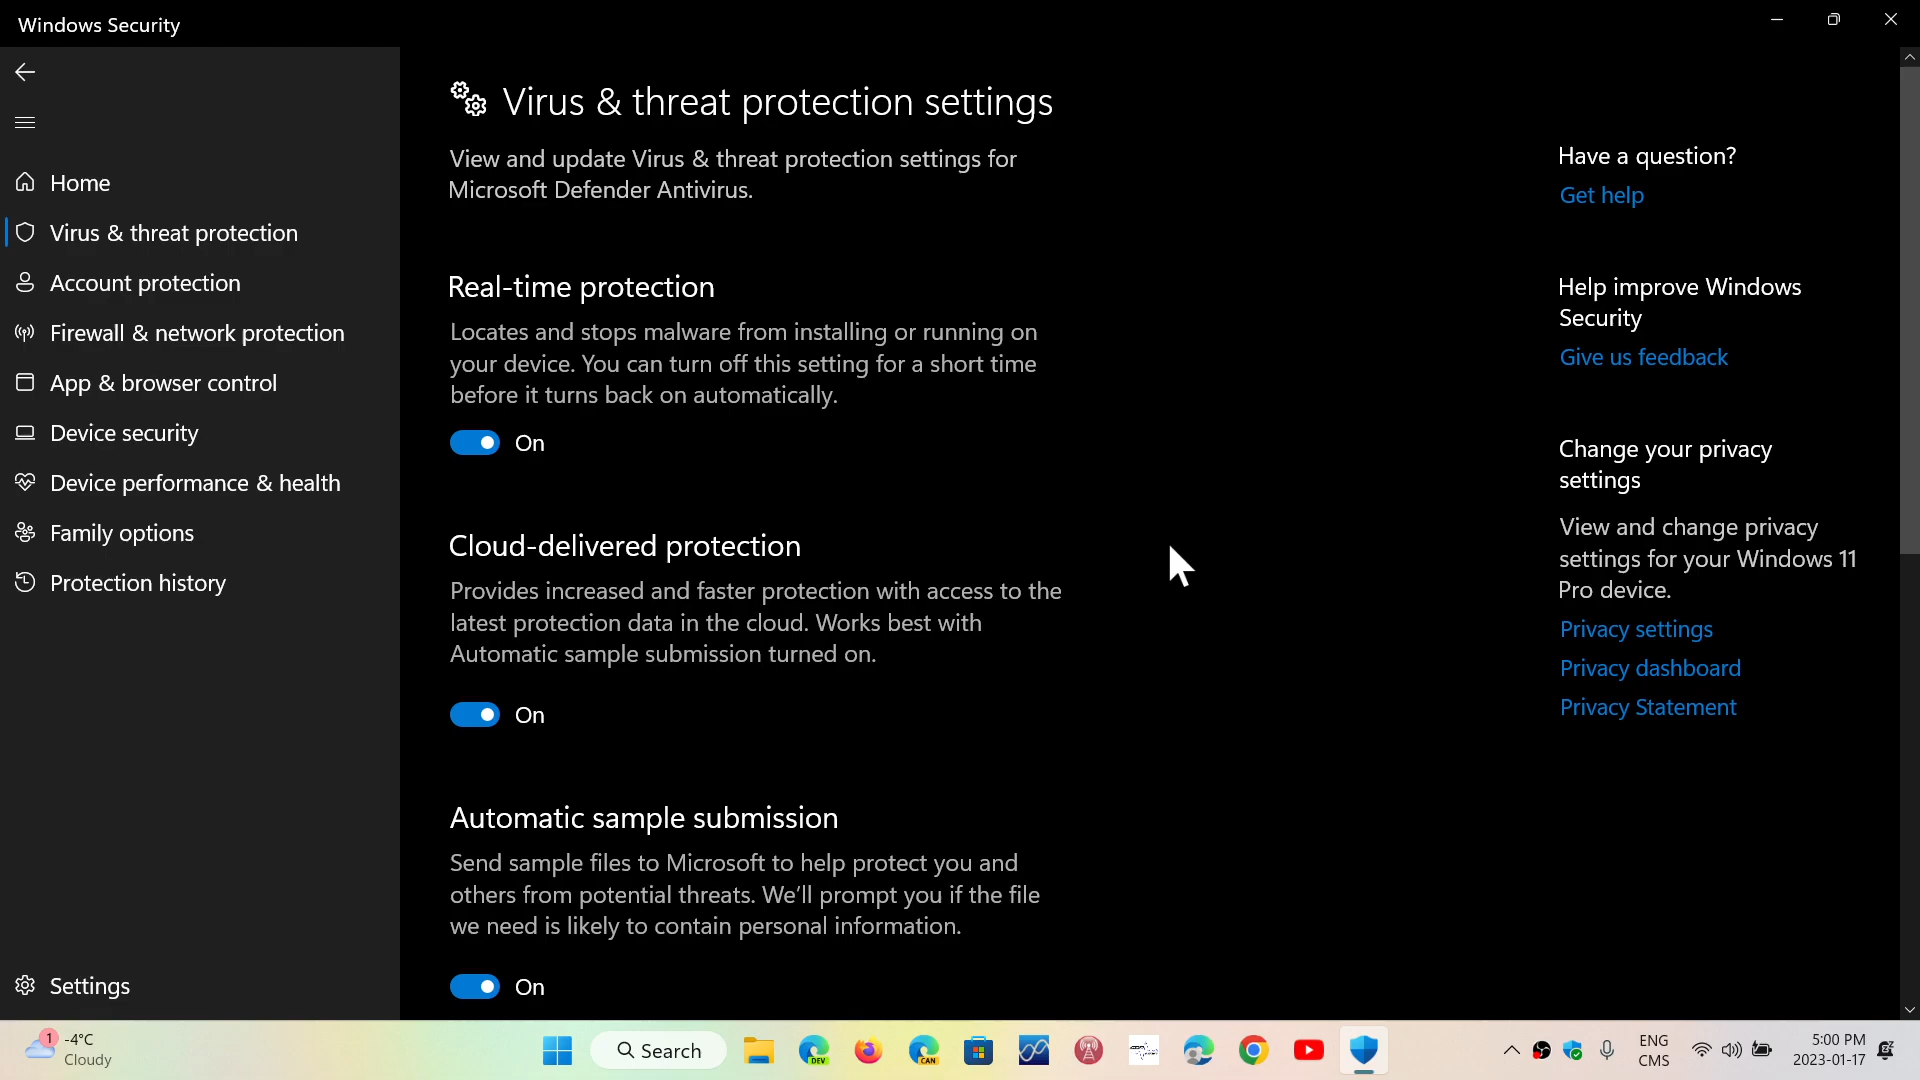 Windows Security
Home
Virus & threat protection
Account protection
Firewall & network protection
App & browser control
Device security
Device performance & health
Family options
Protection history
Settings
Virus & threat protection settings
View and update Virus & threat protection settings for
Microsoft Defender Antivirus.
Real-time protection
Locates and stops malware from installing or running on
your device. You can turn off this setting for a short time
before it turns back on automatically.
On
Cloud-delivered protection
Provides increased and faster protection with access to the
latest protection data in the cloud. Works best with
Automatic sample submission turned on.
On
Automatic sample submission
Send sample files to Microsoft to help protect you and
others from potential threats. We'll prompt you if the file
we need is likely to contain personal information.
On
Have a question?
Get help
Help improve Windows
Security
Give us feedback
Change your privacy
settings
View and change privacy
settings for your Windows 11
Pro device.
Privacy settings
Privacy dashboard
Privacy Statement
1
-4°C
Cloudy
Search
DEV
CAN
ENG
CMS
5:00 PM
2023-01-17